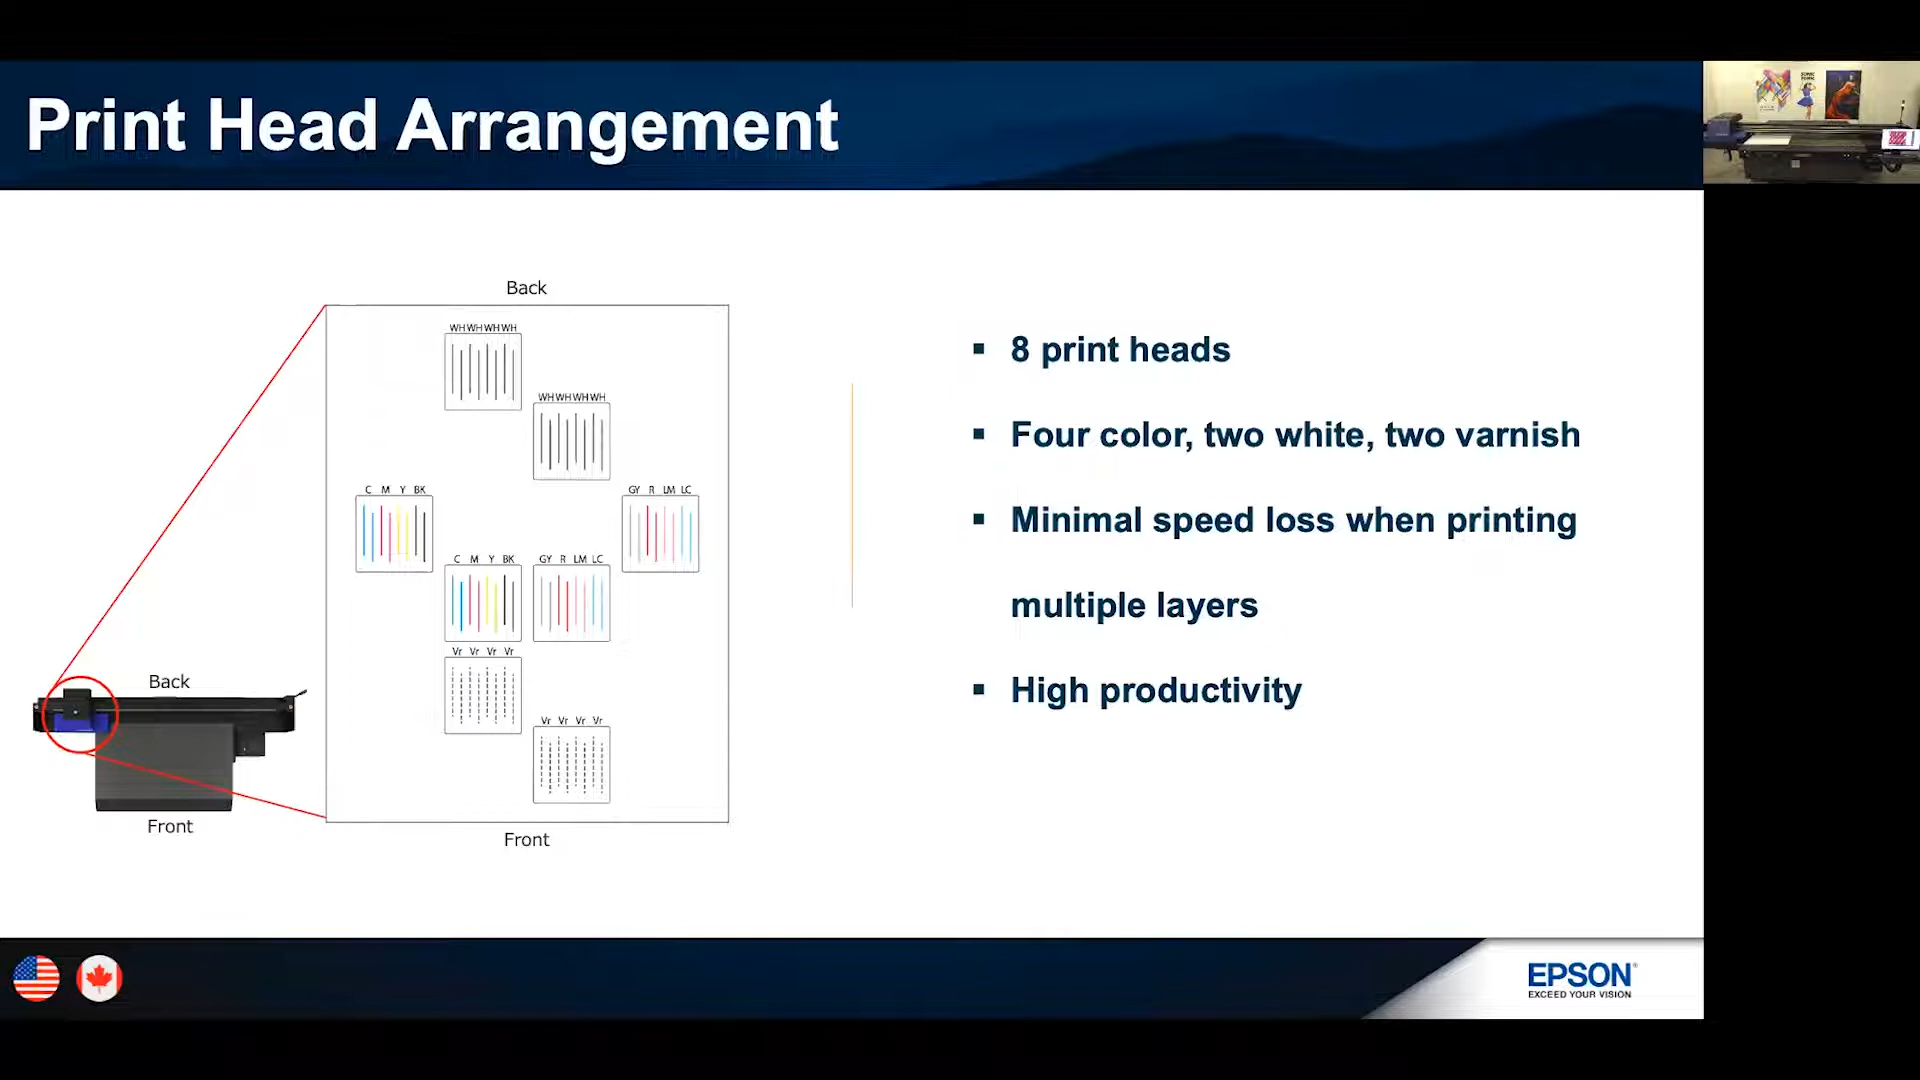 Print Head Arrangement
Back
WH WH WH WH
WH WH WH WH
C M Y BK
GY R LM LC
C M Y BK
GY R LM LC
Vr Vr Vr Vr
Vr Vr Vr Vr
Front
Back
Front
▪ 8 print heads
▪ Four color, two white, two varnish
▪ Minimal speed loss when printing
multiple layers
▪ High productivity
EPSON®
EXCEED YOUR VISION